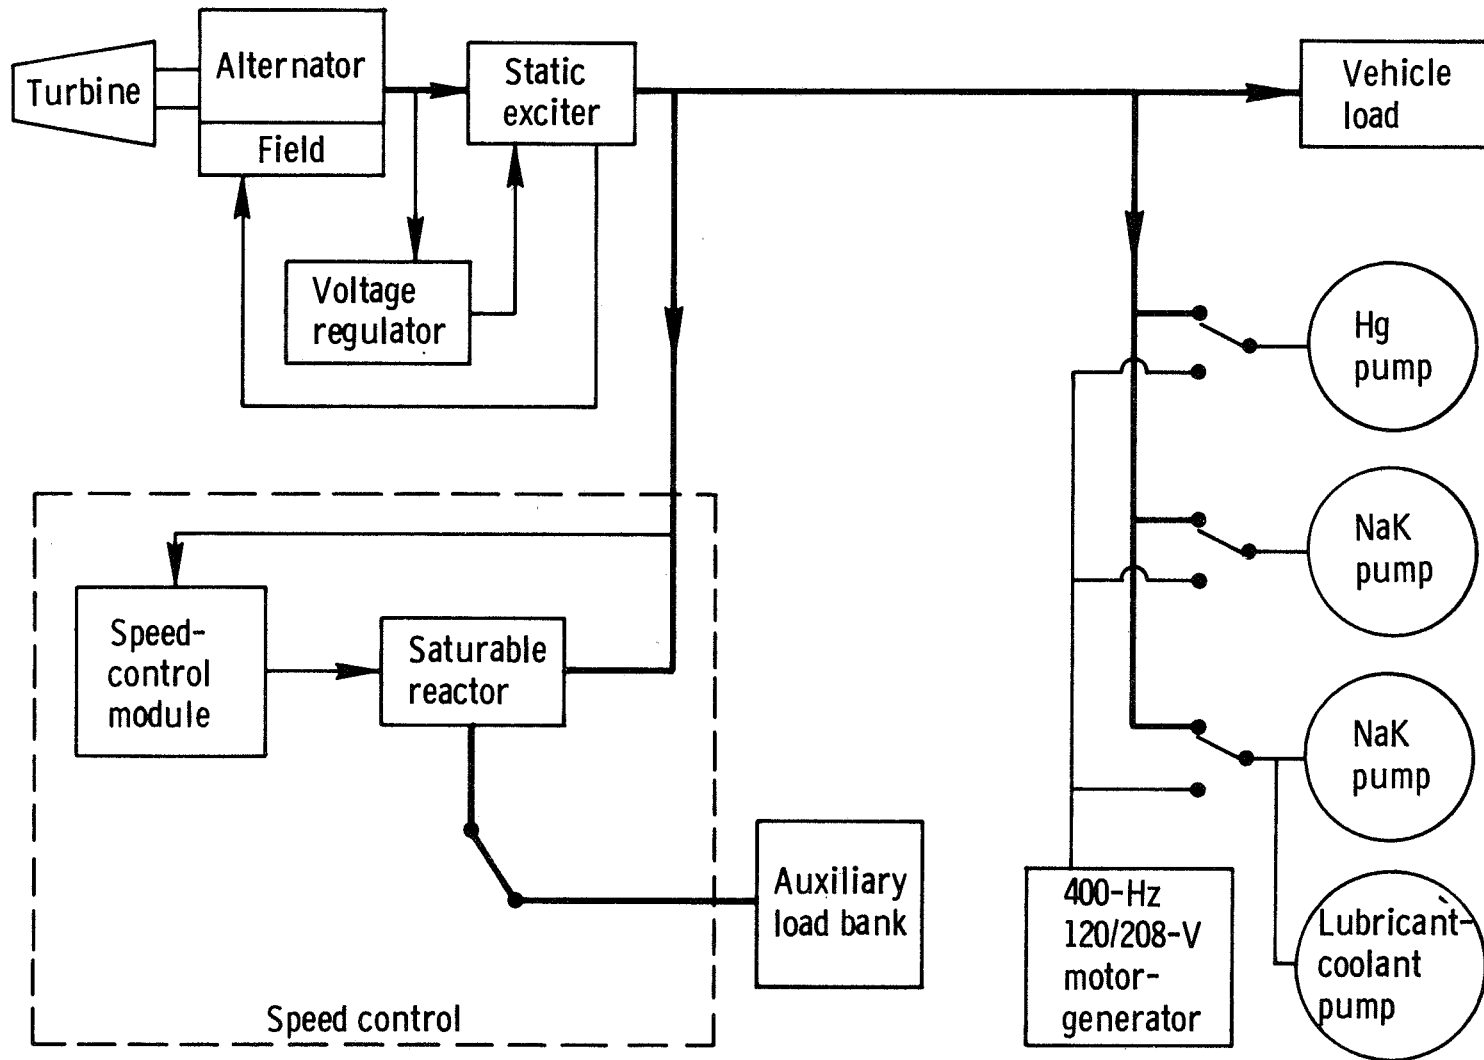 Turbine
Alternator
Field
Static
exciter
Vehicle
load
Voltage
regulator
Hg
pump
NaK
pump
Speed-
control
module
Saturable
reactor
NaK
pump
Auxiliary
load bank
400-Hz
120/208-V
motor-
generator
Lubricant-
coolant
pump
Speed control